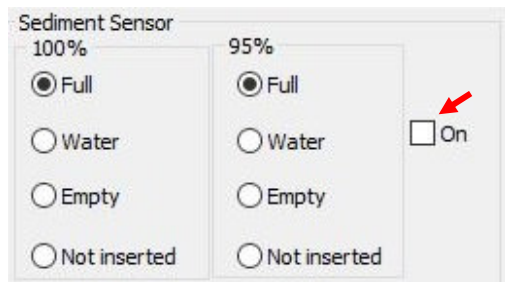 Sediment Sensor
100%
Full
Water
Empty
Not inserted
95%
Full
Water
Empty
Not inserted
On